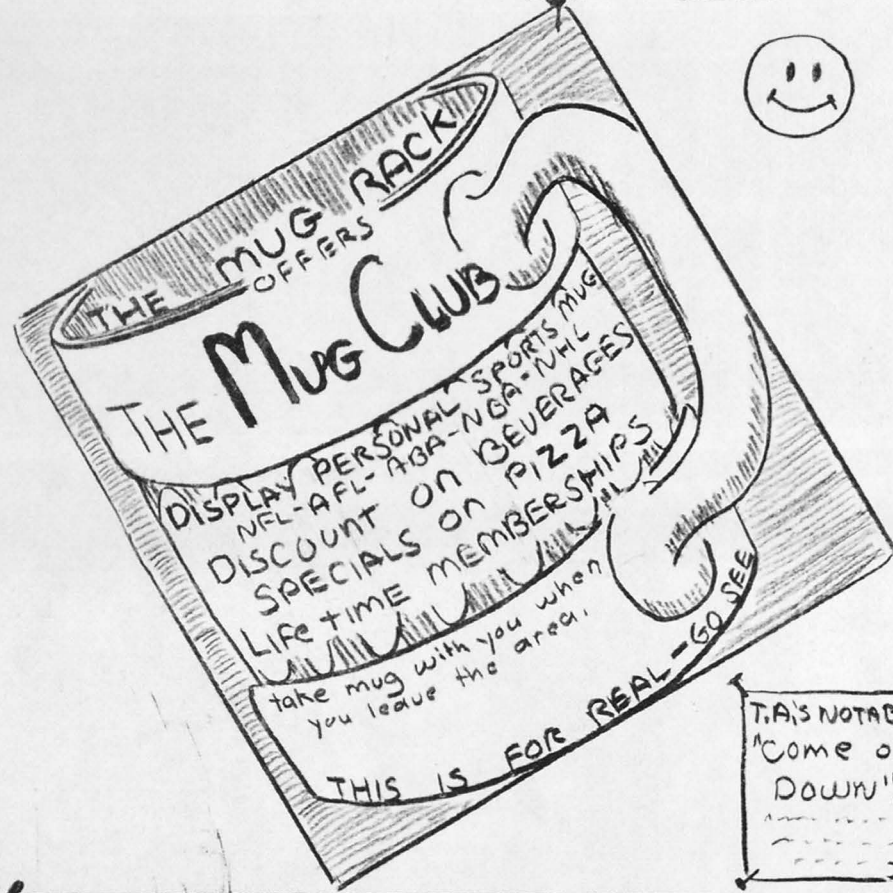 THE MUG RACK
OFFERS
THE MUG CLUB
DISPLAY PERSONAL SPORTS MUG
NFL-AFL-ABA-NBA-NHL
DISCOUNT ON BEVERAGES
SPECIALS ON PIZZA
LIFETIME MEMBERSHIPS
take mug with you when
you leave the area.
THIS IS FOR REAL-GO SEE
T.A.'s NOTAB
"Come o
Down"